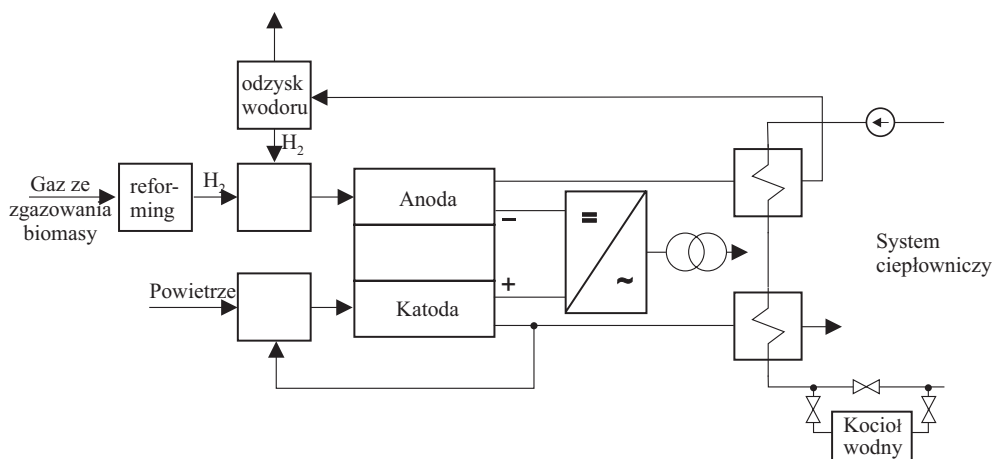 odzysk
wodoru
H2
Gaz ze
zgazowania
biomasy
refor-
ming
H2
Anoda
−
=
~
System
ciepłowniczy
Powietrze
+
Katoda
Kocioł
wodny